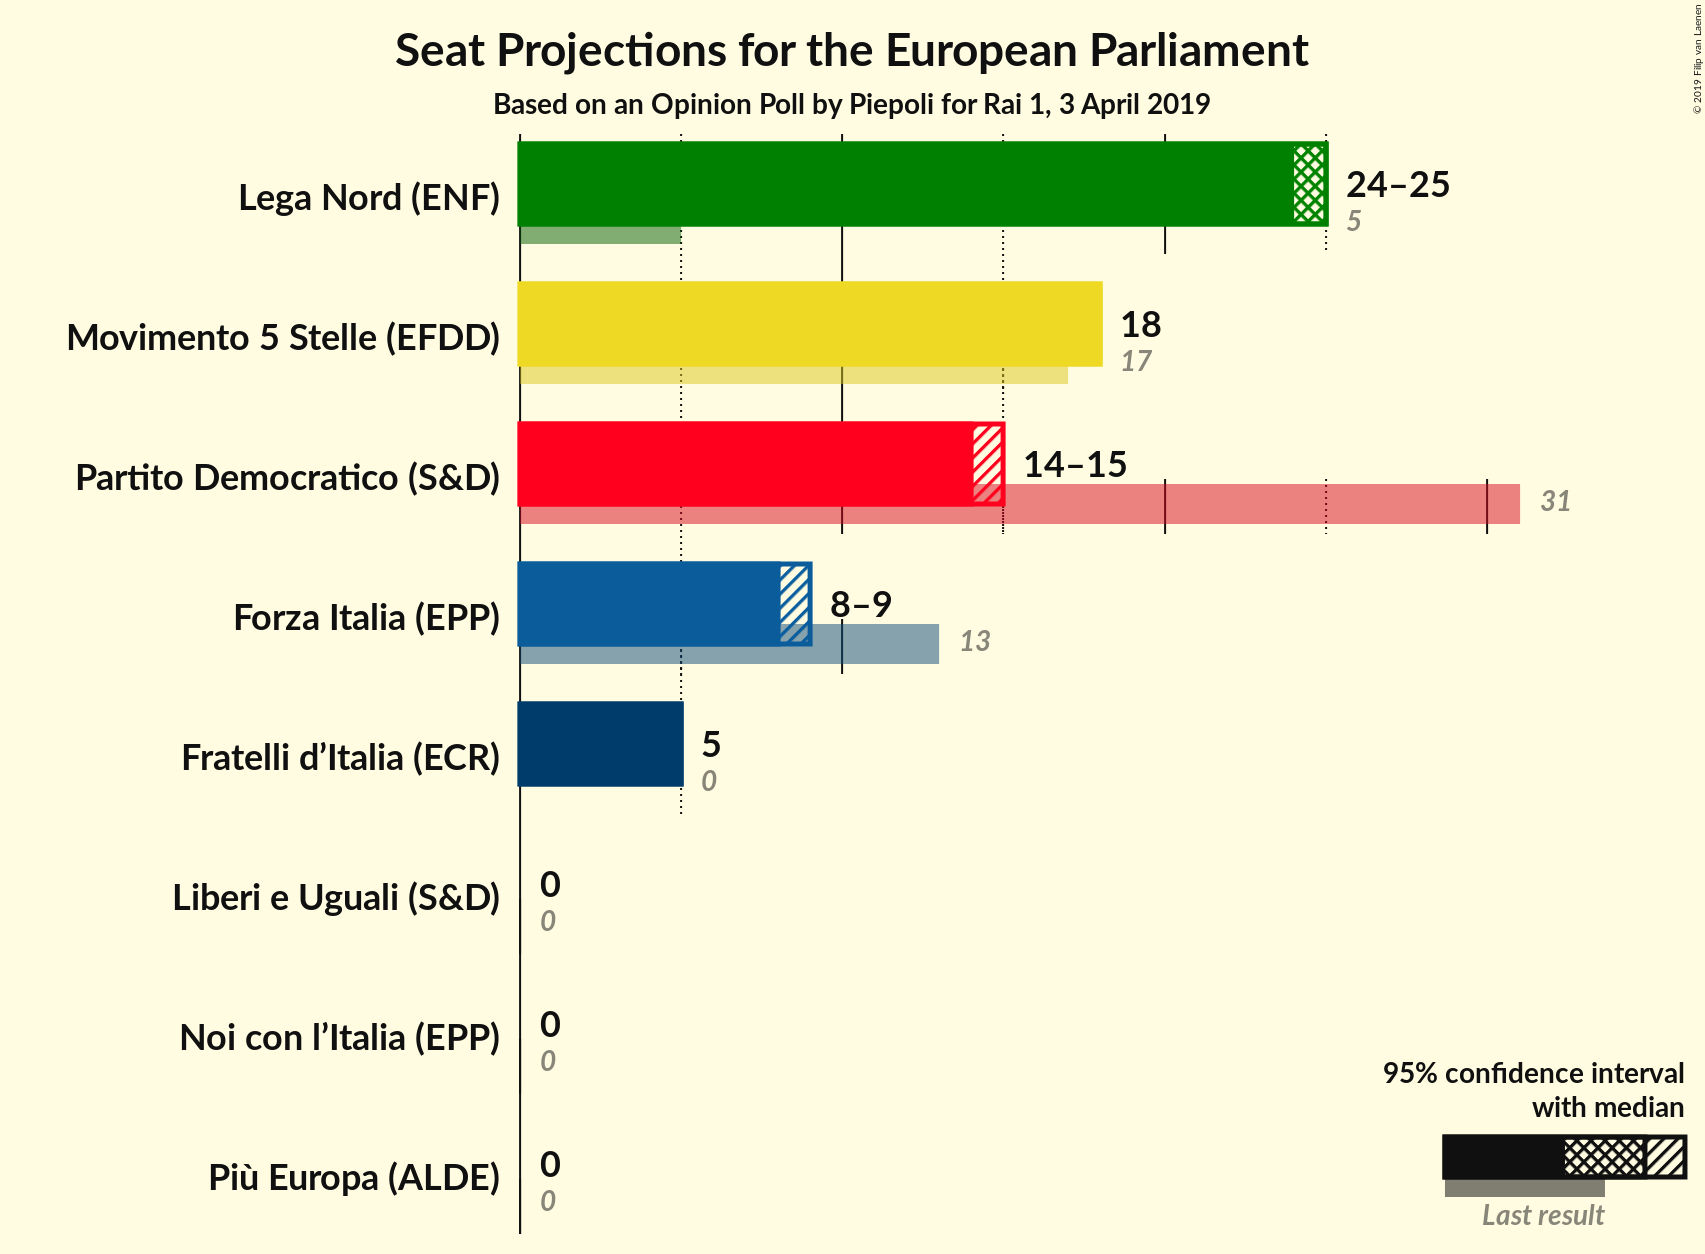 Seat Projections for the European Parliament
Based on an Opinion Poll by Piepoli for Rai 1, 3 April 2019
© 2019 Filip van Laenen
Lega Nord (ENF)
24–25
5
Movimento 5 Stelle (EFDD)
18
17
Partito Democratico (S&D)
14–15
31
Forza Italia (EPP)
8–9
13
Fratelli d’Italia (ECR)
5
0
Liberi e Uguali (S&D)
0
0
Noi con l’Italia (EPP)
0
0
Più Europa (ALDE)
0
0
95% confidence interval
with median
Last result